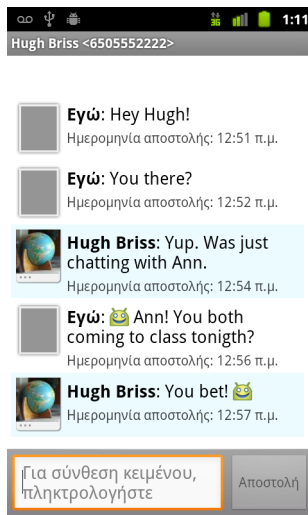 1:11
Hugh Briss <6505552222>
Εγώ: Hey Hugh!
Ημερομηνία αποστολής: 12:51 π.μ.
Εγώ: You there?
Ημερομηνία αποστολής: 12:52 π.μ.
Hugh Briss: Yup. Was just
chatting with Ann.
Ημερομηνία αποστολής: 12:54 π.μ.
Εγώ: Ann! You both
coming to class tonigth?
Ημερομηνία αποστολής: 12:56 π.μ.
Hugh Briss: You bet!
Ημερομηνία αποστολής: 12:57 π.μ.
Για σύνθεση κειμένου,
πληκτρολογήστε
Αποστολή